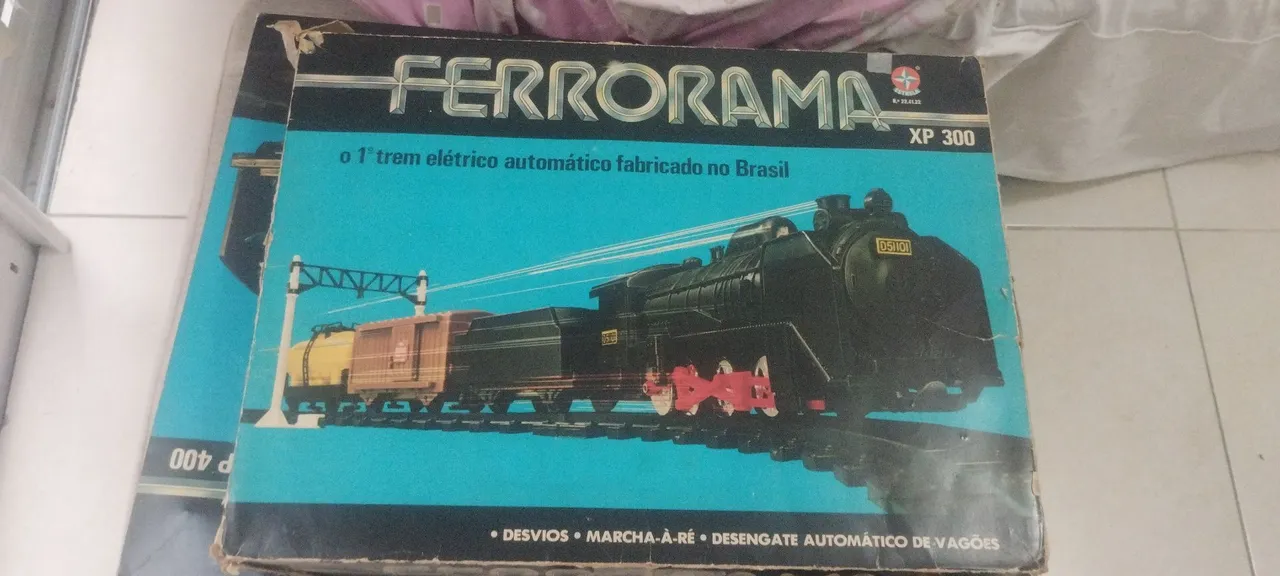 FERRORAMA
ESTRELA
XP 300
o 1º trem elétrico automático fabricado no Brasil
D51101
P 400
• DESVIOS • MARCHA-À-RÉ • DESENGATE AUTOMÁTICO DE VAGÕES